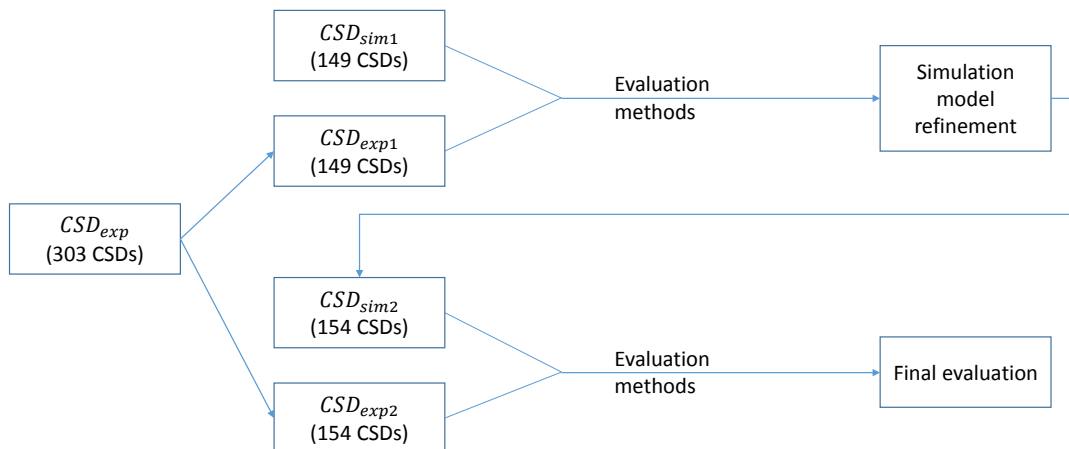 CSD_sim1
(149 CSDs)
CSD_exp1
(149 CSDs)
Evaluation
methods
Simulation
model
refinement
CSD_exp
(303 CSDs)
CSD_sim2
(154 CSDs)
CSD_exp2
(154 CSDs)
Evaluation
methods
Final evaluation